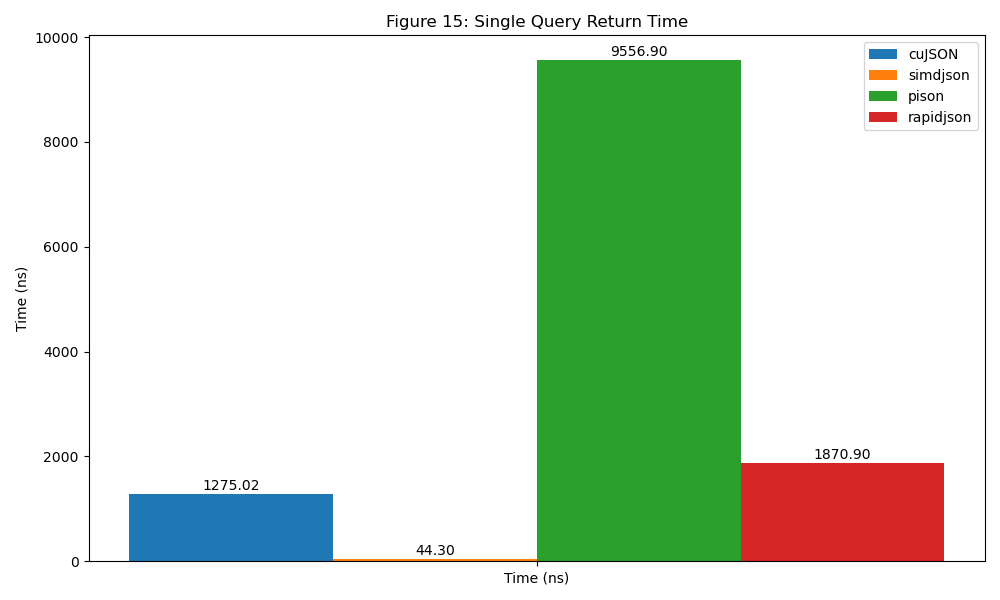 Figure 15: Single Query Return Time
Time (ns)
10000
8000
6000
4000
2000
0
1275.02
44.30
9556.90
1870.90
cuJSON
simdjson
pison
rapidjson
Time (ns)